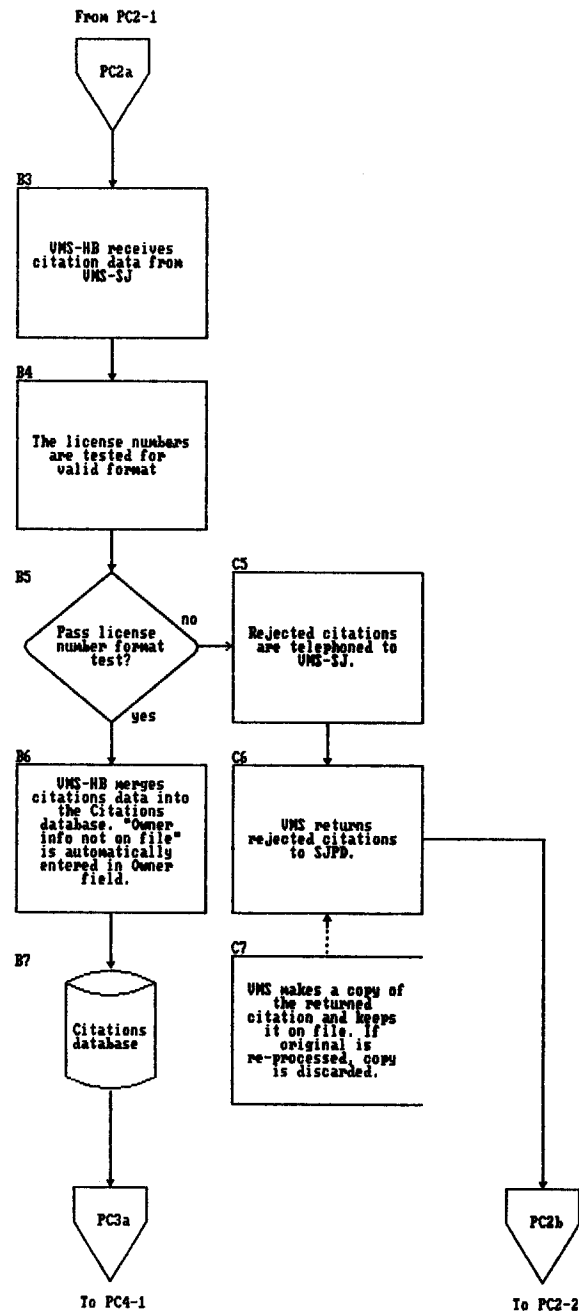 From PC2-1
PC2a
B3
VMS-HB receives
citation data from
VMS-SJ
B4
The license numbers
are tested for
valid format
B5
Pass license
number format
test?
no
yes
C5
Rejected citations
are telephoned to
VMS-SJ.
B6
VMS-HB merges
citations data into
the Citations
database. "Owner
info not on file"
is automatically
entered in Owner
field.
C6
VMS returns
rejected citations
to SJPD.
B7
Citations
database
C7
VMS makes a copy of
the returned
citation and keeps
it on file. If
original is
re-processed, copy
is discarded.
PC3a
To PC4-1
PC2b
To PC2-2